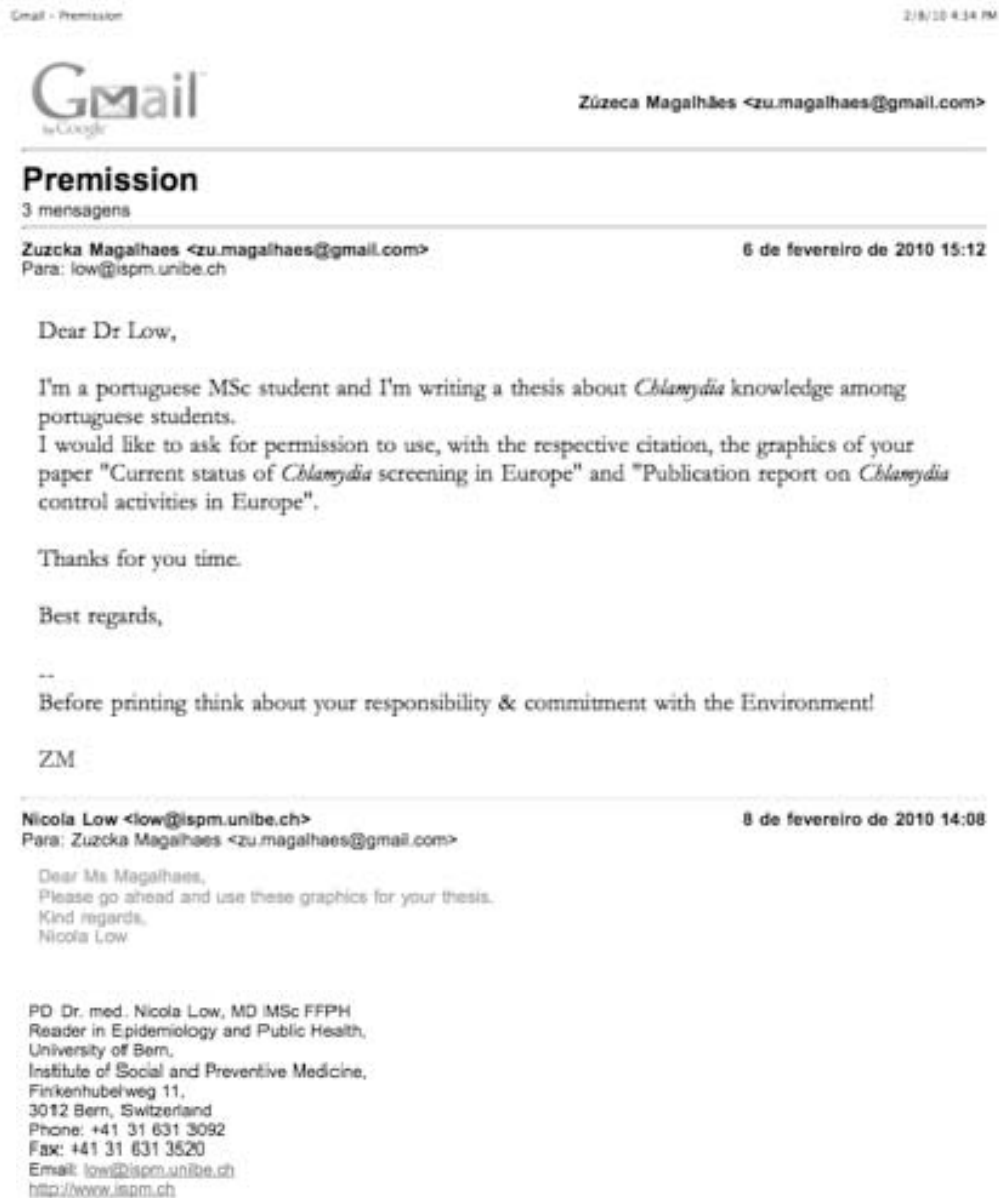 Gmail - Premission
2/8/10 4:34 PM
Gmail
by Google
Zúzeca Magalhães <zu.magalhaes@gmail.com>
Premission
3 mensagens
Zuzcka Magalhaes <zu.magalhaes@gmail.com>
6 de fevereiro de 2010 15:12
Para: low@ispm.unibe.ch
Dear Dr Low,
I'm a portuguese MSc student and I'm writing a thesis about Chlamydia knowledge among
portuguese students.
I would like to ask for permission to use, with the respective citation, the graphics of your
paper "Current status of Chlamydia screening in Europe" and "Publication report on Chlamydia
control activities in Europe".
Thanks for you time.
Best regards,
--
Before printing think about your responsibility & commitment with the Environment!
ZM
Nicola Low <low@ispm.unibe.ch>
8 de fevereiro de 2010 14:08
Para: Zuzcka Magalhaes <zu.magalhaes@gmail.com>
Dear Ms Magalhaes,
Please go ahead and use these graphics for your thesis.
Kind regards,
Nicola Low
PD Dr. med. Nicola Low, MD MSc FFPH
Reader in Epidemiology and Public Health,
University of Bern,
Institute of Social and Preventive Medicine,
Finkenhubelweg 11,
3012 Bern, Switzerland
Phone: +41 31 631 3092
Fax: +41 31 631 3520
Email: low@ispm.unibe.ch
http://www.ispm.ch